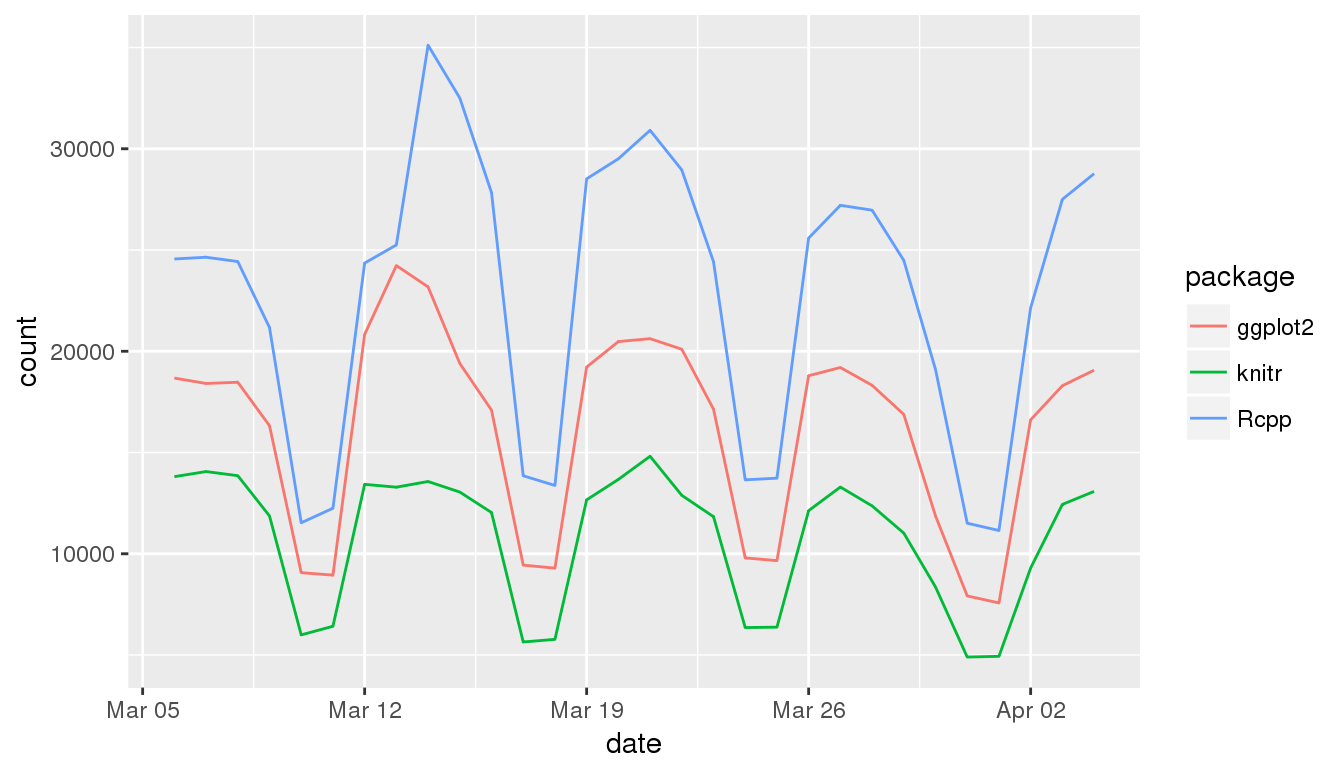 count
30000
20000
10000
Mar 05
Mar 12
Mar 19
Mar 26
Apr 02
date
package
ggplot2
knitr
Rcpp